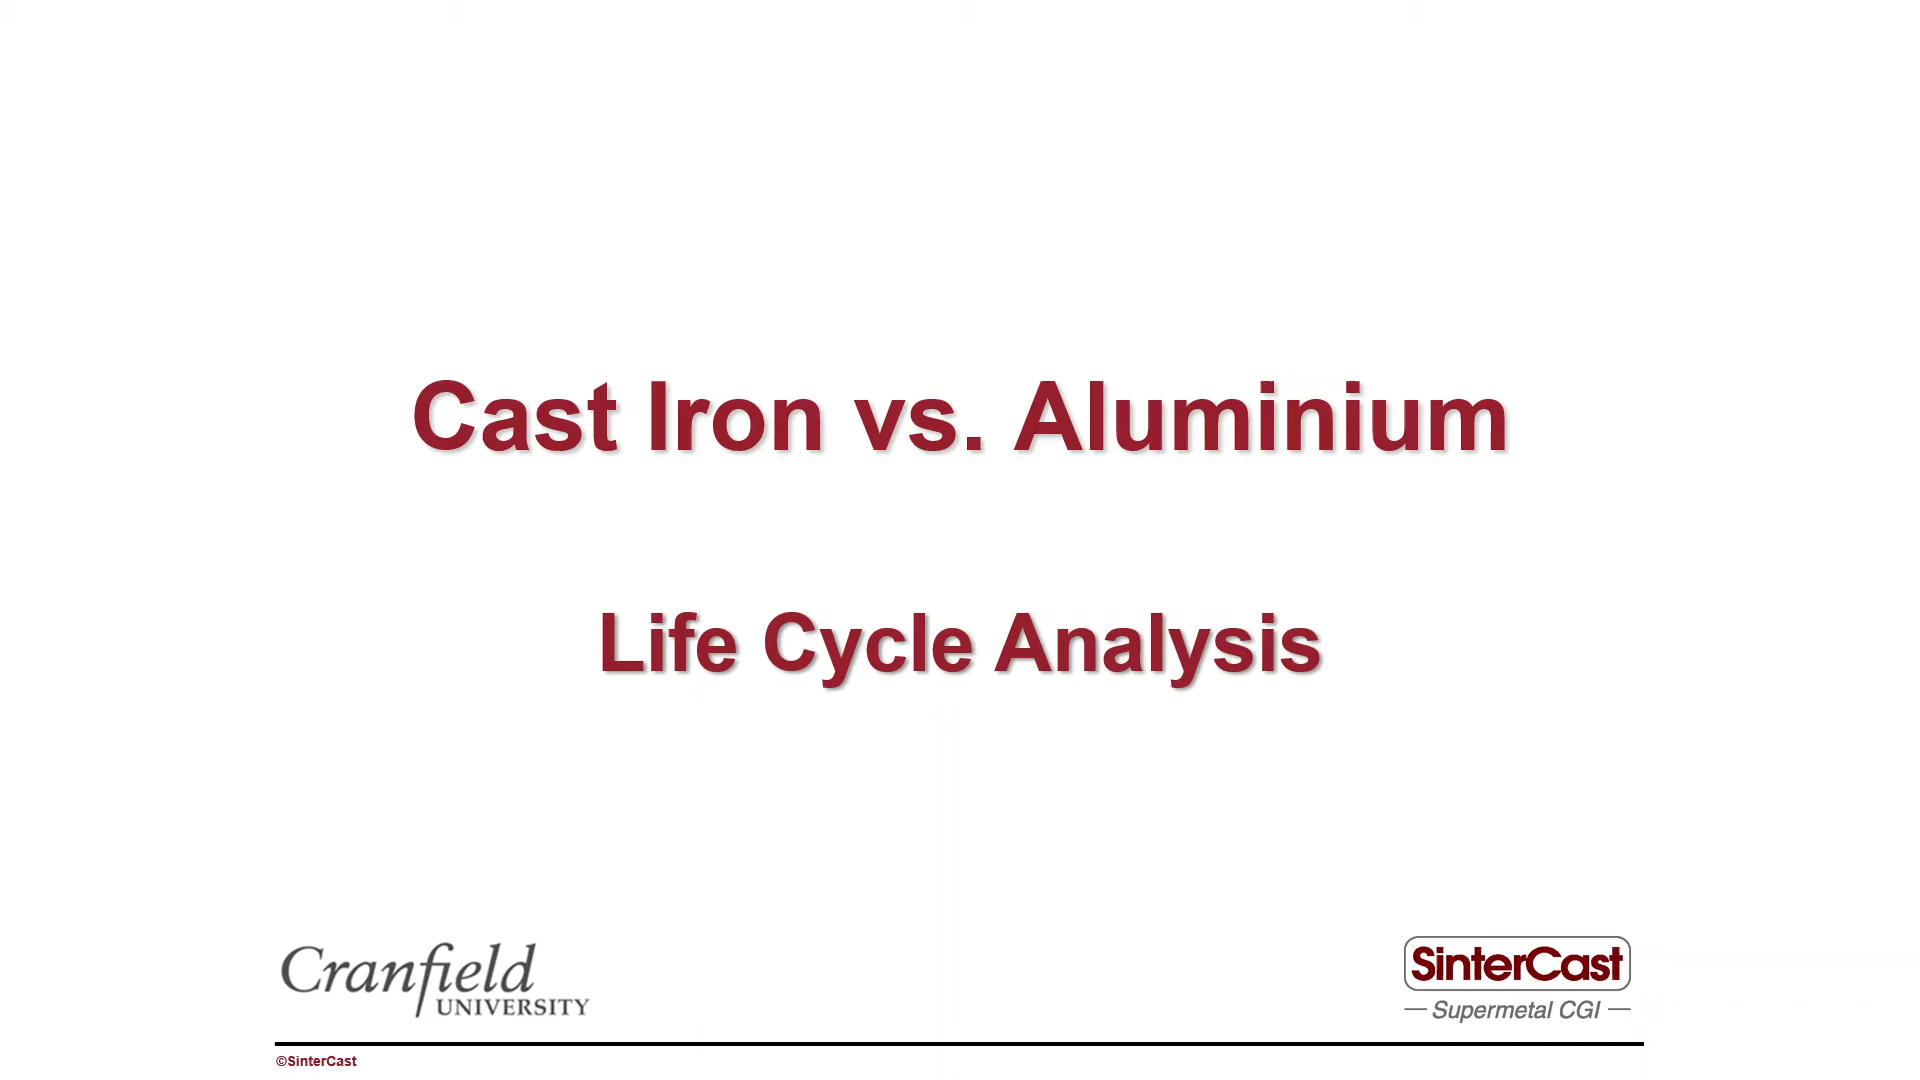 Cast Iron vs. Aluminium
Life Cycle Analysis
Cranfield
UNIVERSITY
SinterCast
— Supermetal CGI —
©SinterCast